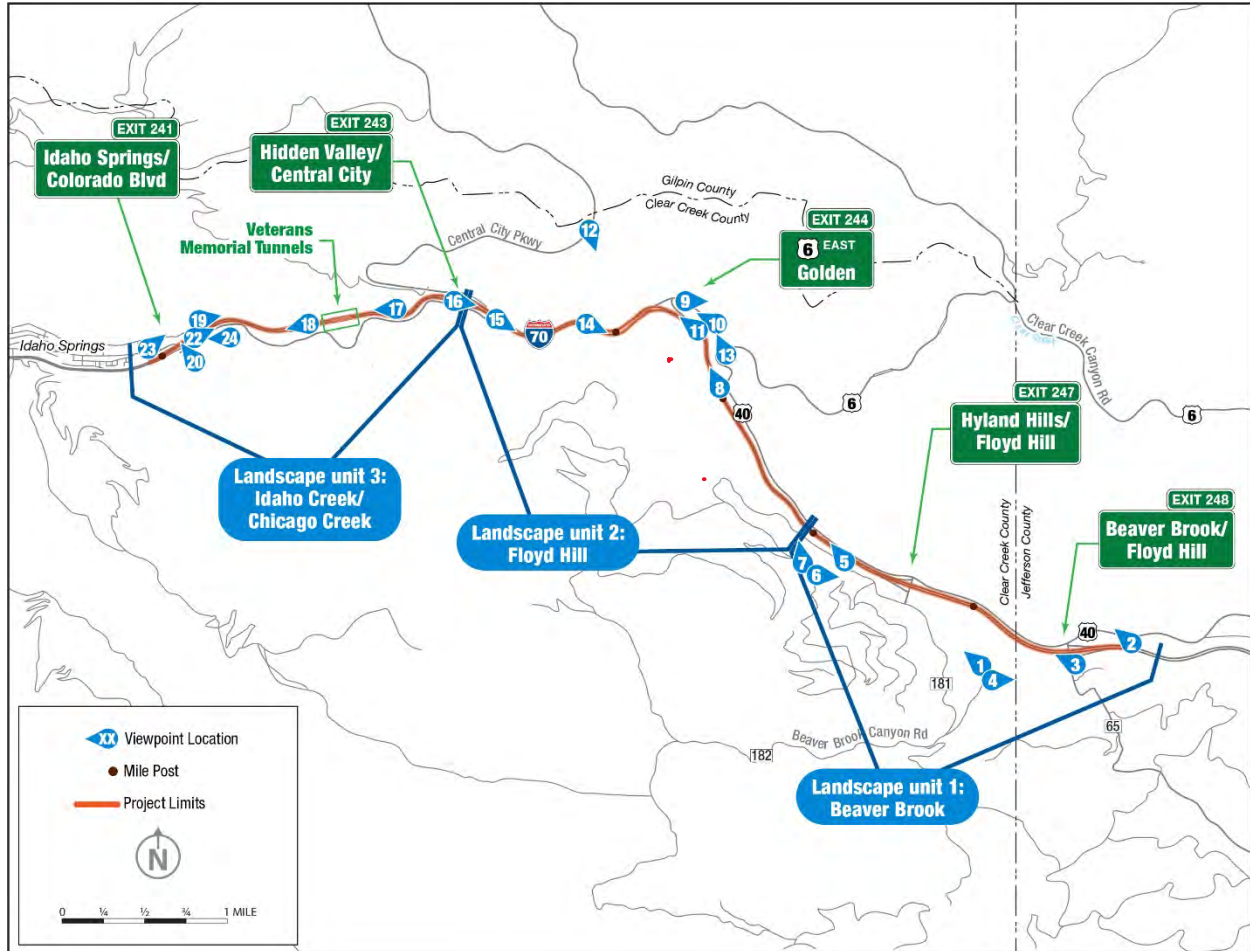 EXIT 241
Idaho Springs/
Colorado Blvd
EXIT 243
Hidden Valley/
Central City
Gilpin County
Clear Creek County
EXIT 244
6 EAST
Golden
Veterans
Memorial Tunnels
Central City Pkwy
12
Idaho Springs
23
19
22
20
24
18
17
16
15
INTERSTATE
70
14
9
10
11
13
8
40
6
Clear Creek
Canyon Rd
6
EXIT 247
Hyland Hills/
Floyd Hill
EXIT 248
Beaver Brook/
Floyd Hill
Clear Creek County
Jefferson County
Landscape unit 3:
Idaho Creek/
Chicago Creek
Landscape unit 2:
Floyd Hill
7
6
5
40
2
3
1
4
181
65
Beaver Brook Canyon Rd
182
Landscape unit 1:
Beaver Brook
XX Viewpoint Location
Mile Post
Project Limits
N
0 ¼ ½ ¾ 1 MILE